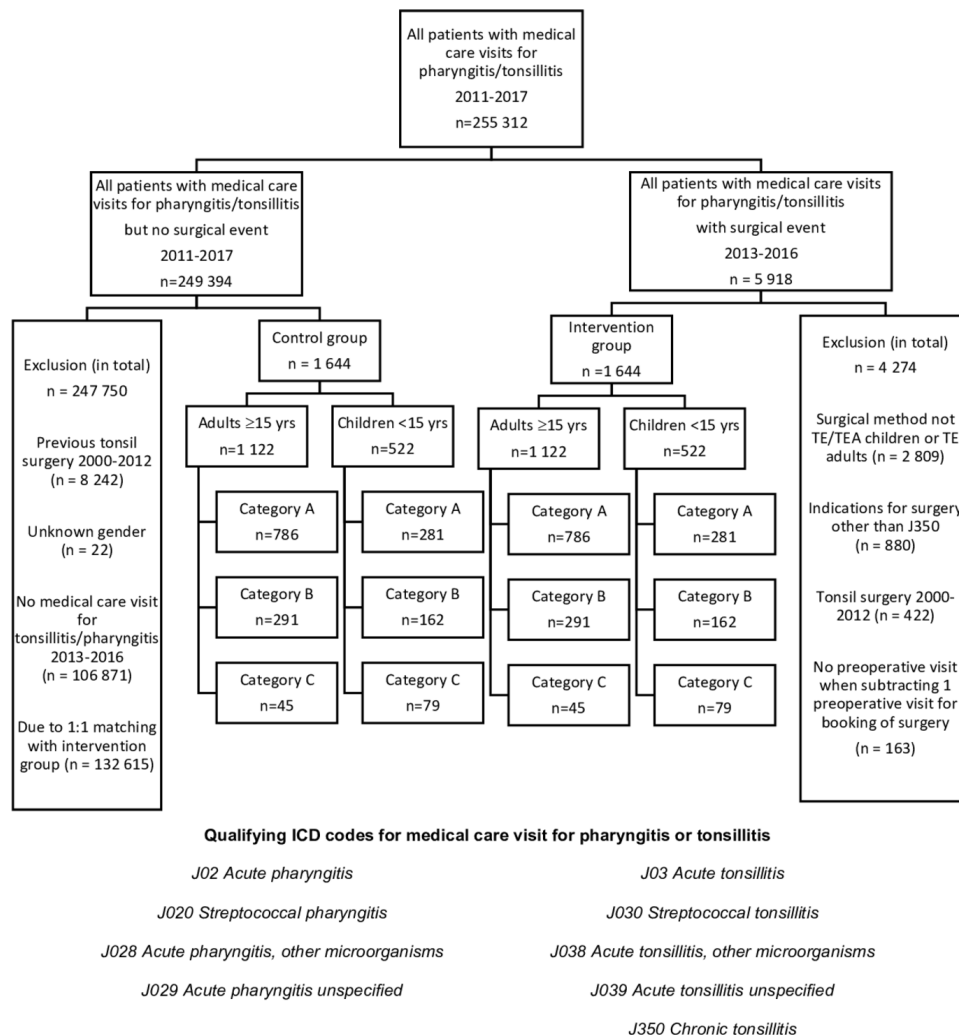 All patients with medical
care visits for
pharyngitis/tonsillitis
2011-2017
n=255 312
All patients with medical care
visits for pharyngitis/tonsillitis
but no surgical event
2011-2017
n=249 394
All patients with medical care visits
for pharyngitis/tonsillitis
with surgical event
2013-2016
n = 5 918
Exclusion (in total)
n = 247 750
Previous tonsil
surgery 2000-2012
(n = 8 242)
Unknown gender
(n = 22)
No medical care visit
for
tonsillitis/pharyngitis
2013-2016
(n = 106 871)
Due to 1:1 matching
with intervention
group (n = 132 615)
Control group
n = 1 644
Adults ≥15 yrs
n=1 122
Category A
n=786
Category B
n=291
Category C
n=45
Children <15 yrs
n=522
Category A
n=281
Category B
n=162
Category C
n=79
Intervention
group
n =1 644
Adults ≥15 yrs
n=1 122
Category A
n=786
Category B
n=291
Category C
n=45
Children <15 yrs
n=522
Category A
n=281
Category B
n=162
Category C
n=79
Exclusion (in total)
n = 4 274
Surgical method not
TE/TEA children or TE
adults (n = 2 809)
Indications for surgery
other than J350
(n = 880)
Tonsil surgery 2000-
2012 (n = 422)
No preoperative visit
when subtracting 1
preoperative visit for
booking of surgery
(n = 163)
Qualifying ICD codes for medical care visit for pharyngitis or tonsillitis
J02 Acute pharyngitis
J020 Streptococcal pharyngitis
J028 Acute pharyngitis, other microorganisms
J029 Acute pharyngitis unspecified
J03 Acute tonsillitis
J030 Streptococcal tonsillitis
J038 Acute tonsillitis, other microorganisms
J039 Acute tonsillitis unspecified
J350 Chronic tonsillitis